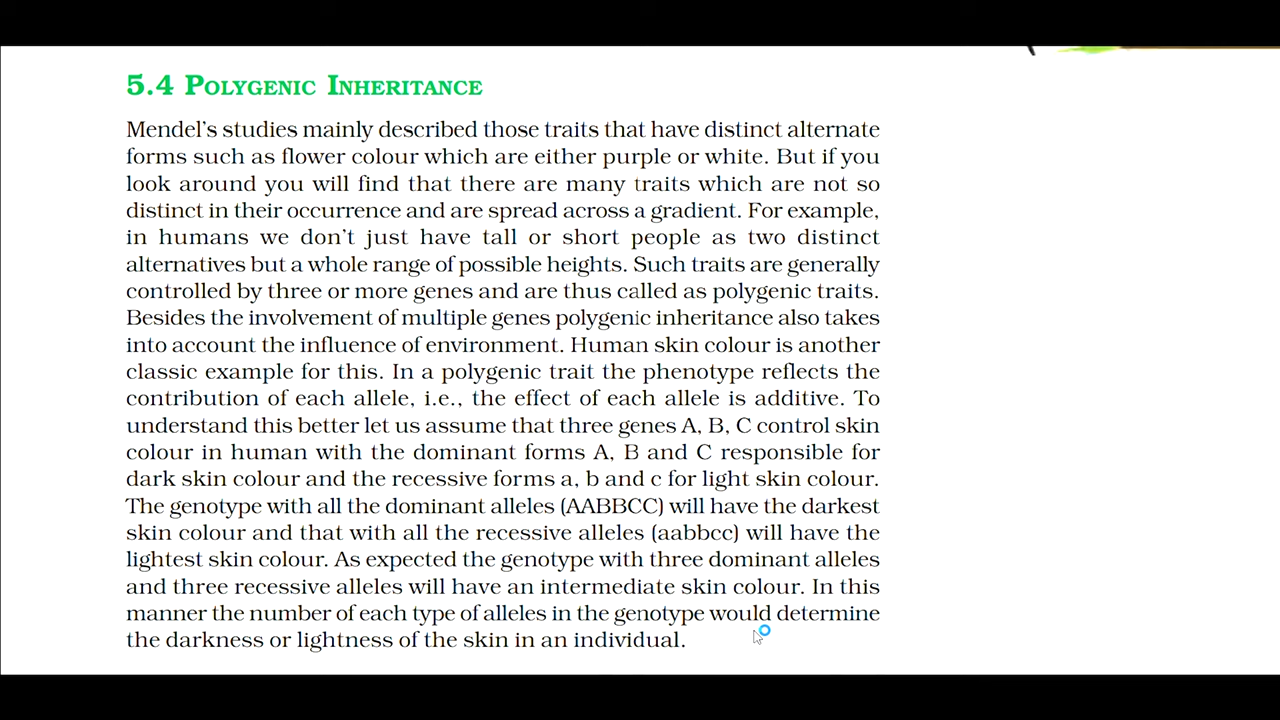 5.4 POLYGENIC INHERITANCE
Mendel's studies mainly described those traits that have distinct alternate
forms such as flower colour which are either purple or white. But if you
look around you will find that there are many traits which are not so
distinct in their occurrence and are spread across a gradient. For example,
in humans we don't just have tall or short people as two distinct
alternatives but a whole range of possible heights. Such traits are generally
controlled by three or more genes and are thus called as polygenic traits.
Besides the involvement of multiple genes polygenic inheritance also takes
into account the influence of environment. Human skin colour is another
classic example for this. In a polygenic trait the phenotype reflects the
contribution of each allele, i.e., the effect of each allele is additive. To
understand this better let us assume that three genes A, B, C control skin
colour in human with the dominant forms A, B and C responsible for
dark skin colour and the recessive forms a, b and c for light skin colour.
The genotype with all the dominant alleles (AABBCC) will have the darkest
skin colour and that with all the recessive alleles (aabbcc) will have the
lightest skin colour. As expected the genotype with three dominant alleles
and three recessive alleles will have an intermediate skin colour. In this
manner the number of each type of alleles in the genotype would determine
the darkness or lightness of the skin in an individual.